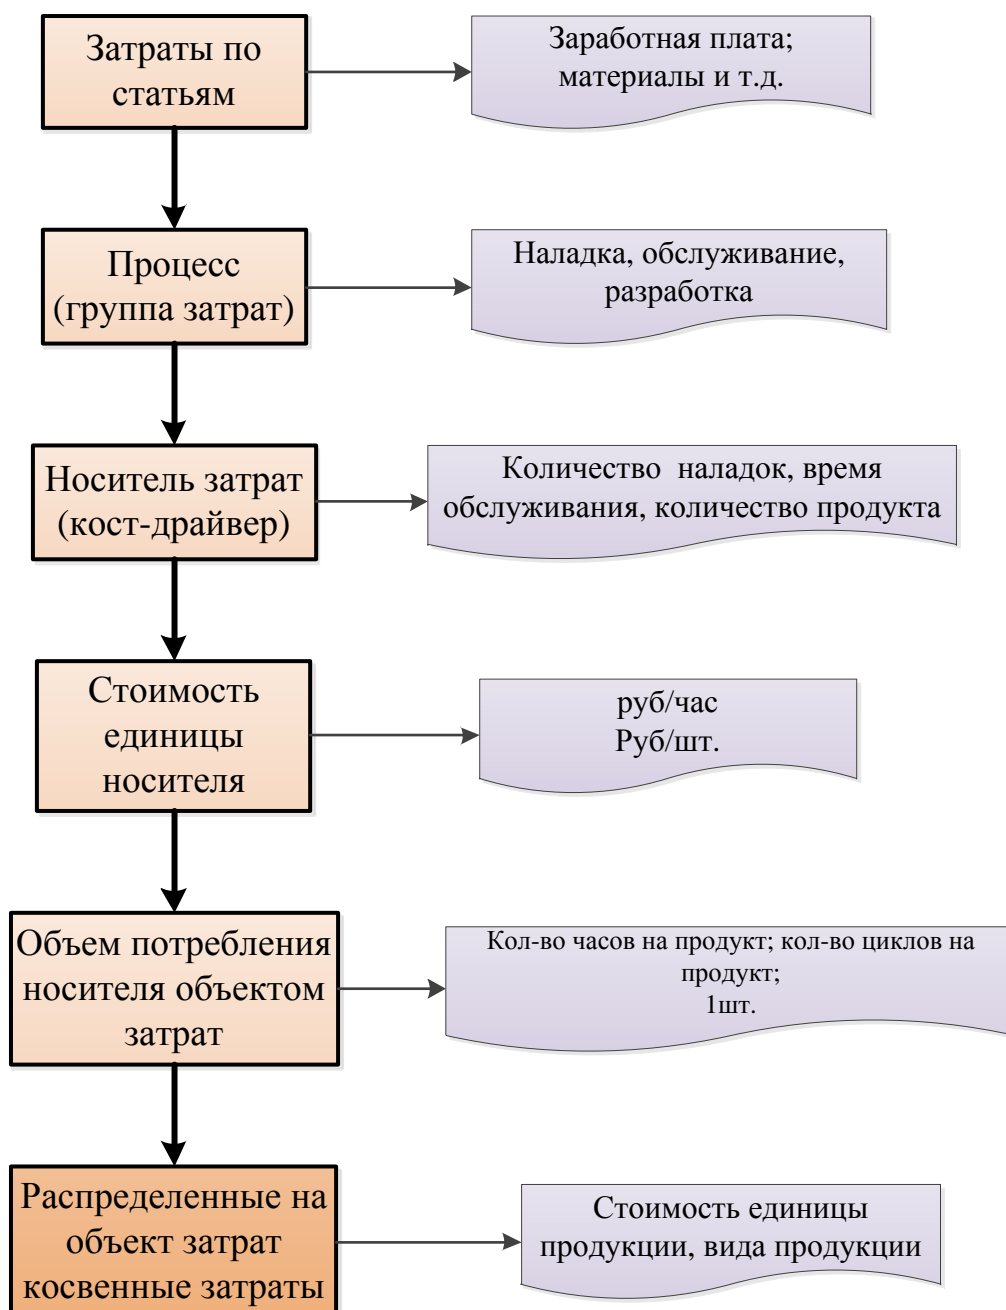 Затраты по
статьям
Заработная плата;
материалы и т.д.
Процесс
(группа затрат)
Наладка, обслуживание,
разработка
Носитель затрат
(кост-драйвер)
Количество  наладок, время
обслуживания, количество продукта
Стоимость
единицы
носителя
руб/час
Руб/шт.
Объем потребления
носителя объектом
затрат
Кол-во часов на продукт; кол-во циклов на
продукт;
1шт.
Распределенные на
объект затрат
косвенные затраты
Стоимость единицы
продукции, вида продукции